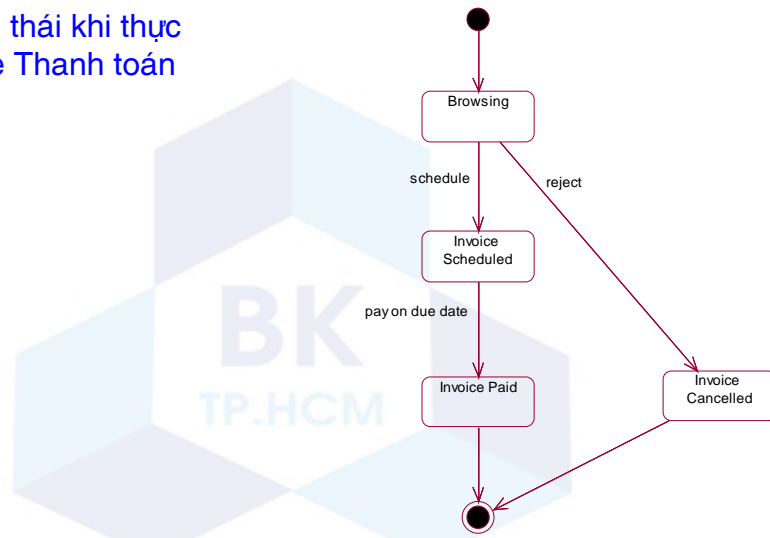 thái khi thực
Thanh toán
Browsing
schedule
reject
Invoice
Scheduled
pay on due date
Invoice Paid
Invoice
Cancelled
BK
TP.HCM